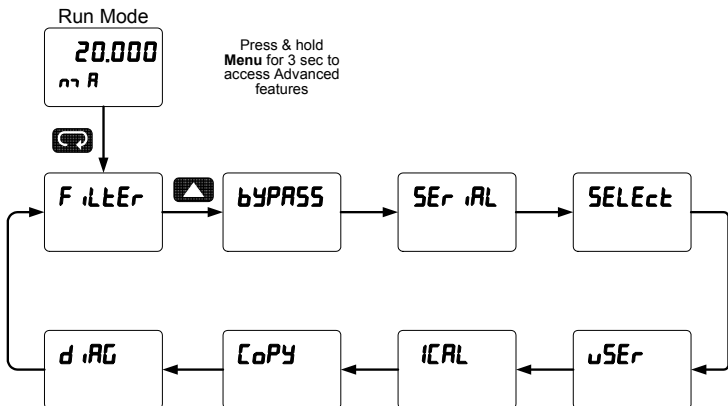 Run Mode
20.000
mA
Press & hold
Menu for 3 sec to
access Advanced
features
FiLtEr
bYPASS
SEriAL
SELEct
diAG
CoPY
ICAL
uSEr